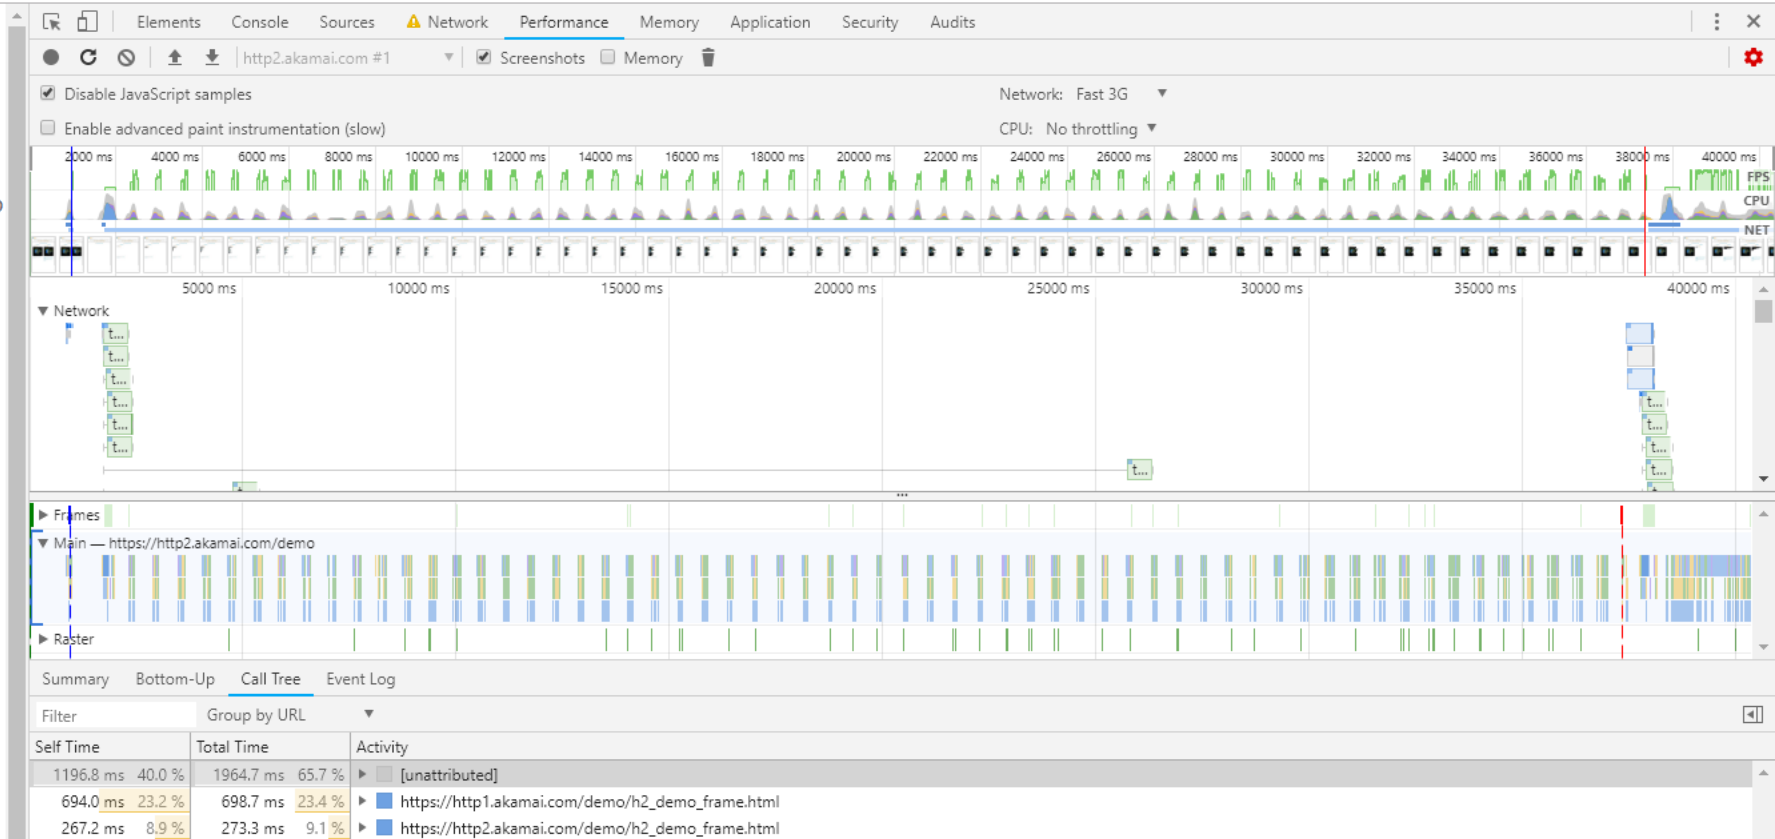 Elements Console Sources Network Performance Memory Application Security Audits
http2.akamai.com #1 Screenshots Memory
Disable JavaScript samples Network: Fast 3G
Enable advanced paint instrumentation (slow) CPU: No throttling
2000 ms 4000 ms 6000 ms 8000 ms 10000 ms 12000 ms 14000 ms 16000 ms 18000 ms 20000 ms 22000 ms 24000 ms 26000 ms 28000 ms 30000 ms 32000 ms 34000 ms 36000 ms 38000 ms 40000 ms
FPS
CPU
NET
5000 ms 10000 ms 15000 ms 20000 ms 25000 ms 30000 ms 35000 ms 40000 ms
Network
t...
t...
t...
t... t...
t... t...
t... t...
t... t...
Frames
Main — https://http2.akamai.com/demo
Raster
Summary Bottom-Up Call Tree Event Log
Filter Group by URL
Self Time Total Time Activity
1196.8 ms 40.0 % 1964.7 ms 65.7 % [unattributed]
694.0 ms 23.2 % 698.7 ms 23.4 % https://http1.akamai.com/demo/h2_demo_frame.html
267.2 ms 8.9 % 273.3 ms 9.1 % https://http2.akamai.com/demo/h2_demo_frame.html